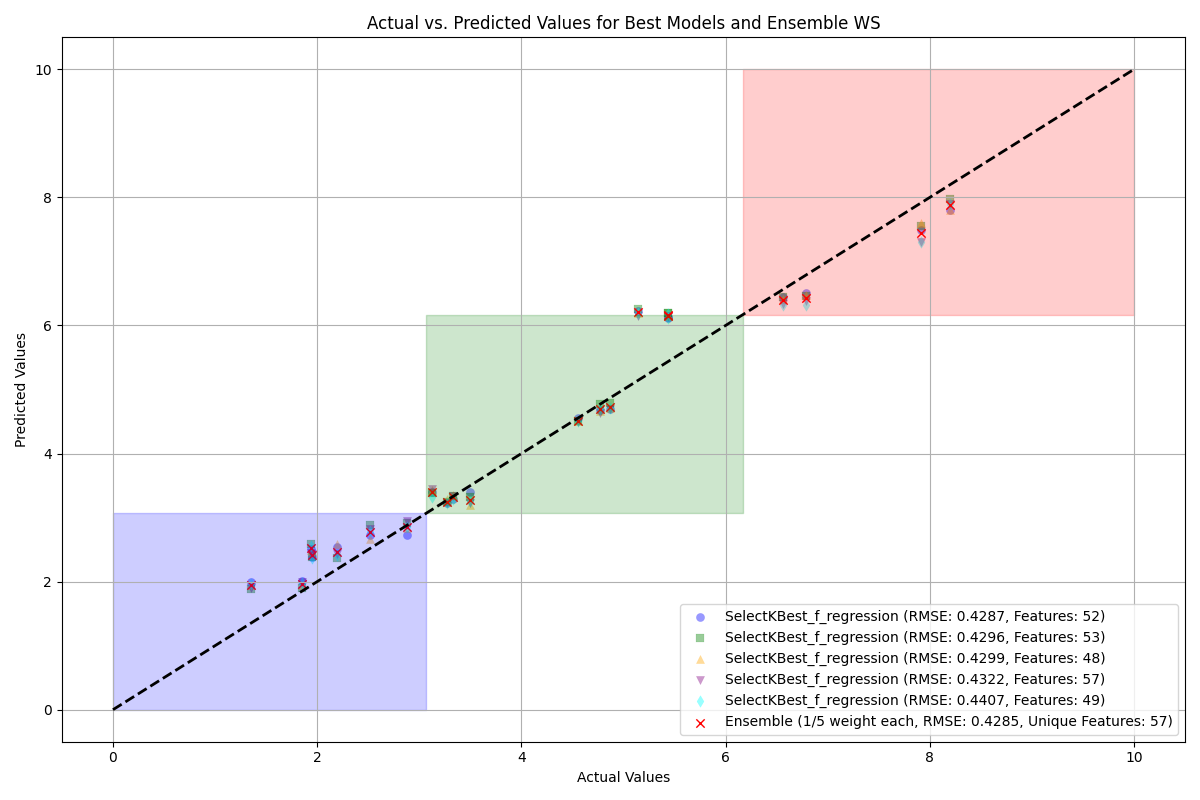 Actual vs. Predicted Values for Best Models and Ensemble WS
Predicted Values
10
8
6
4
2
0
0 2 4 6 8 10
Actual Values
SelectKBest_f_regression (RMSE: 0.4287, Features: 52)
SelectKBest_f_regression (RMSE: 0.4296, Features: 53)
SelectKBest_f_regression (RMSE: 0.4299, Features: 48)
SelectKBest_f_regression (RMSE: 0.4322, Features: 57)
SelectKBest_f_regression (RMSE: 0.4407, Features: 49)
Ensemble (1/5 weight each, RMSE: 0.4285, Unique Features: 57)